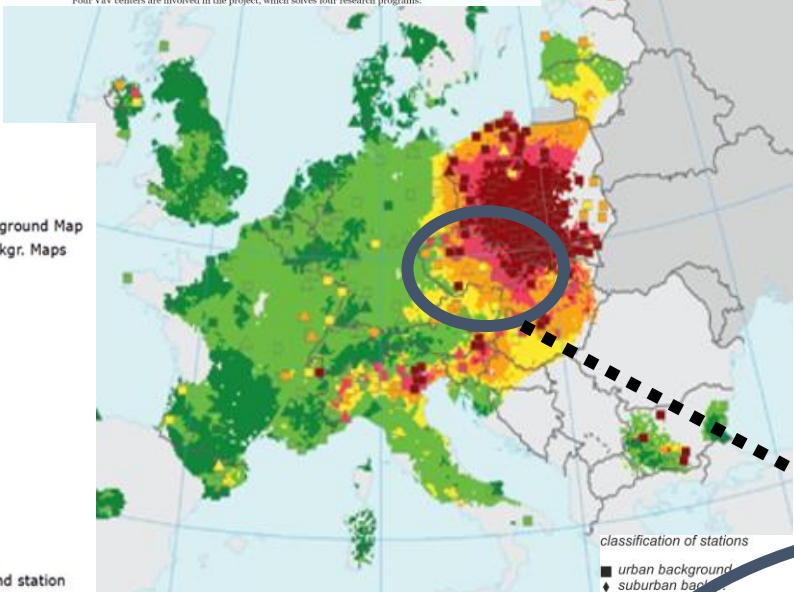 Four VaV centers are involved in the project, which solves four research programs:
ground Map
kgr. Maps
nd station
classification of stations
urban background
suburban back